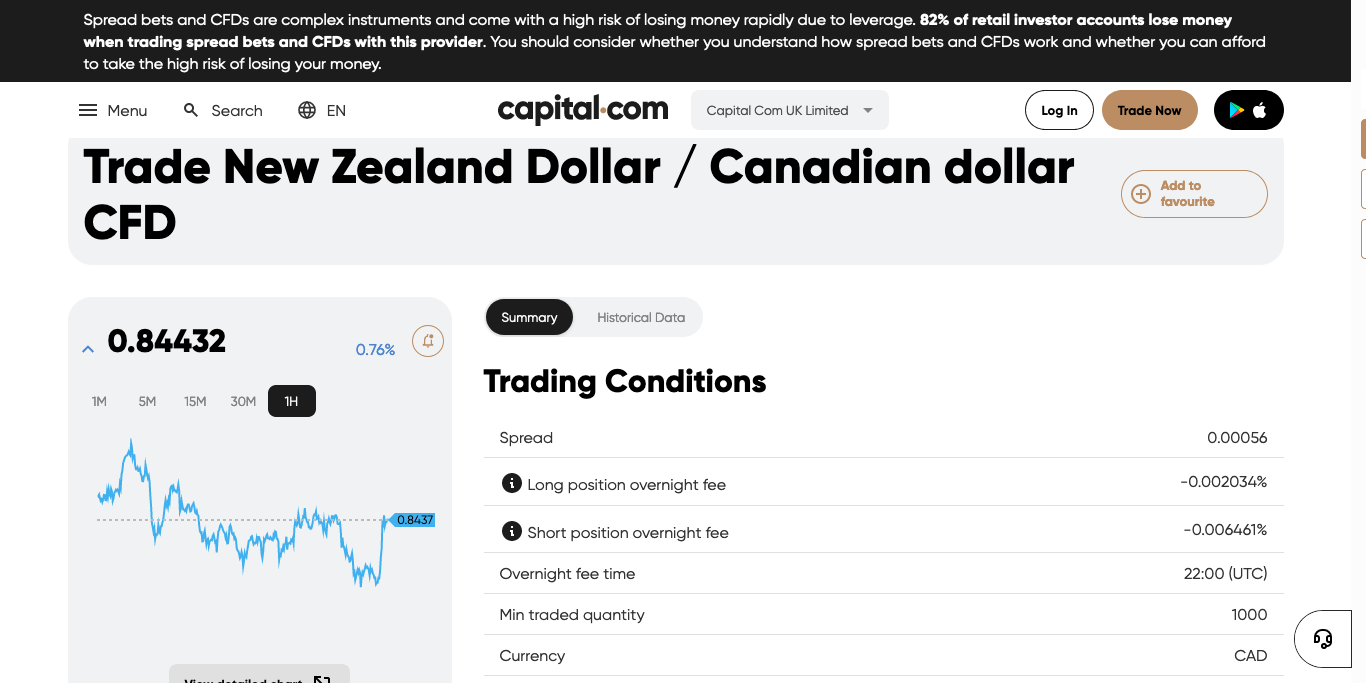 Spread bets and CFDs are complex instruments and come with a high risk of losing money rapidly due to leverage. 82% of retail investor accounts lose money
when trading spread bets and CFDs with this provider. You should consider whether you understand how spread bets and CFDs work and whether you can afford
to take the high risk of losing your money.
Menu
Search
EN
capital.com
Capital Com UK Limited
Log In
Trade Now
Trade New Zealand Dollar / Canadian dollar
CFD
Add to
favourite
0.84432
0.76%
1M
5M
15M
30M
1H
0.8437
View detailed chart
Summary
Historical Data
Trading Conditions
Spread
0.00056
Long position overnight fee
-0.002034%
Short position overnight fee
-0.006461%
Overnight fee time
22:00 (UTC)
Min traded quantity
1000
Currency
CAD